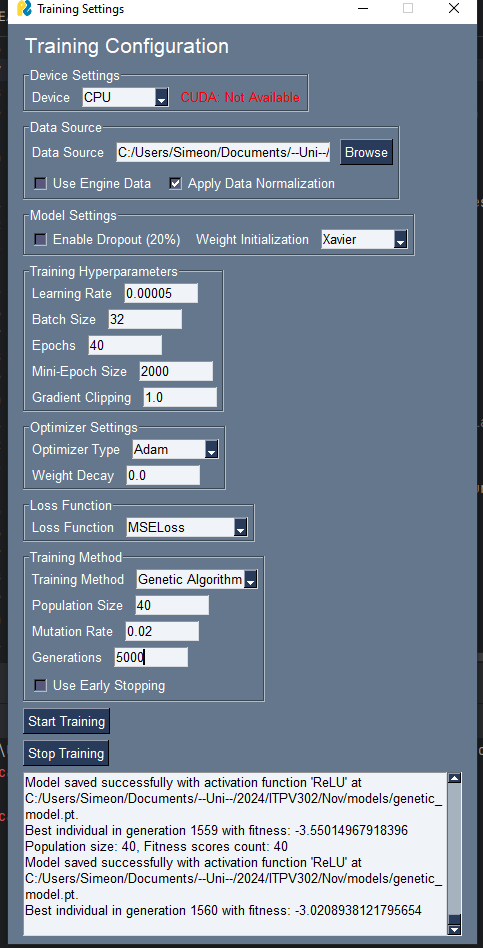 Training Settings
Training Configuration
Device Settings
Device CPU CUDA: Not Available
Data Source
Data Source C:/Users/Simeon/Documents/--Uni--/ Browse
Use Engine Data Apply Data Normalization
Model Settings
Enable Dropout (20%) Weight Initialization Xavier
Training Hyperparameters
Learning Rate 0.00005
Batch Size 32
Epochs 40
Mini-Epoch Size 2000
Gradient Clipping 1.0
Optimizer Settings
Optimizer Type Adam
Weight Decay 0.0
Loss Function
Loss Function MSELoss
Training Method
Training Method Genetic Algorithm
Population Size 40
Mutation Rate 0.02
Generations 5000
Use Early Stopping
Start Training
Stop Training
Model saved successfully with activation function 'ReLU' at
C:/Users/Simeon/Documents/--Uni--/2024/ITPV302/Nov/models/genetic_
model.pt.
Best individual in generation 1559 with fitness: -3.55014967918396
Population size: 40, Fitness scores count: 40
Model saved successfully with activation function 'ReLU' at
C:/Users/Simeon/Documents/--Uni--/2024/ITPV302/Nov/models/genetic_
model.pt.
Best individual in generation 1560 with fitness: -3.0208938121795654